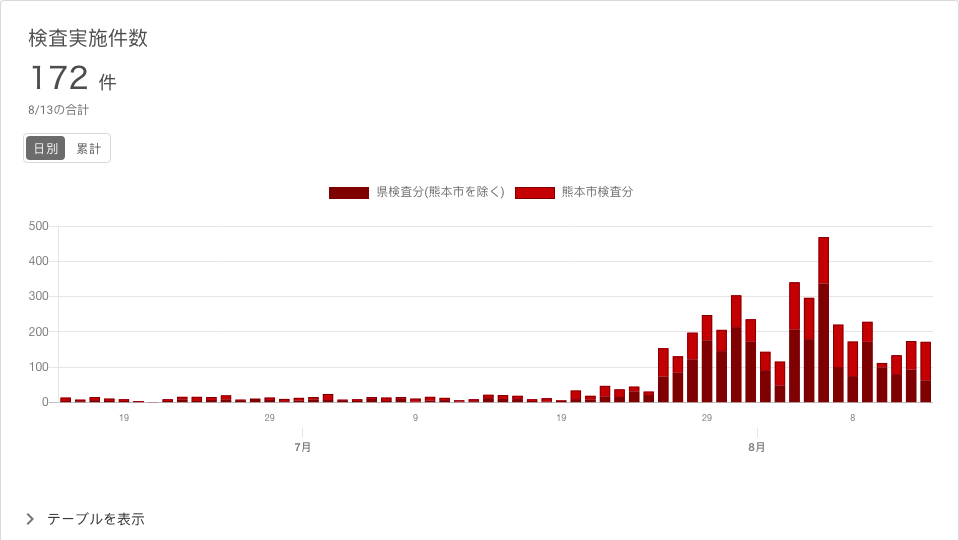 検査実施件数
172 件
8/13の合計
日別 累計
県検査分(熊本市を除く) 熊本市検査分
500
400
300
200
100
0
19 29 9 19 29 8
7月 8月
テーブルを表示